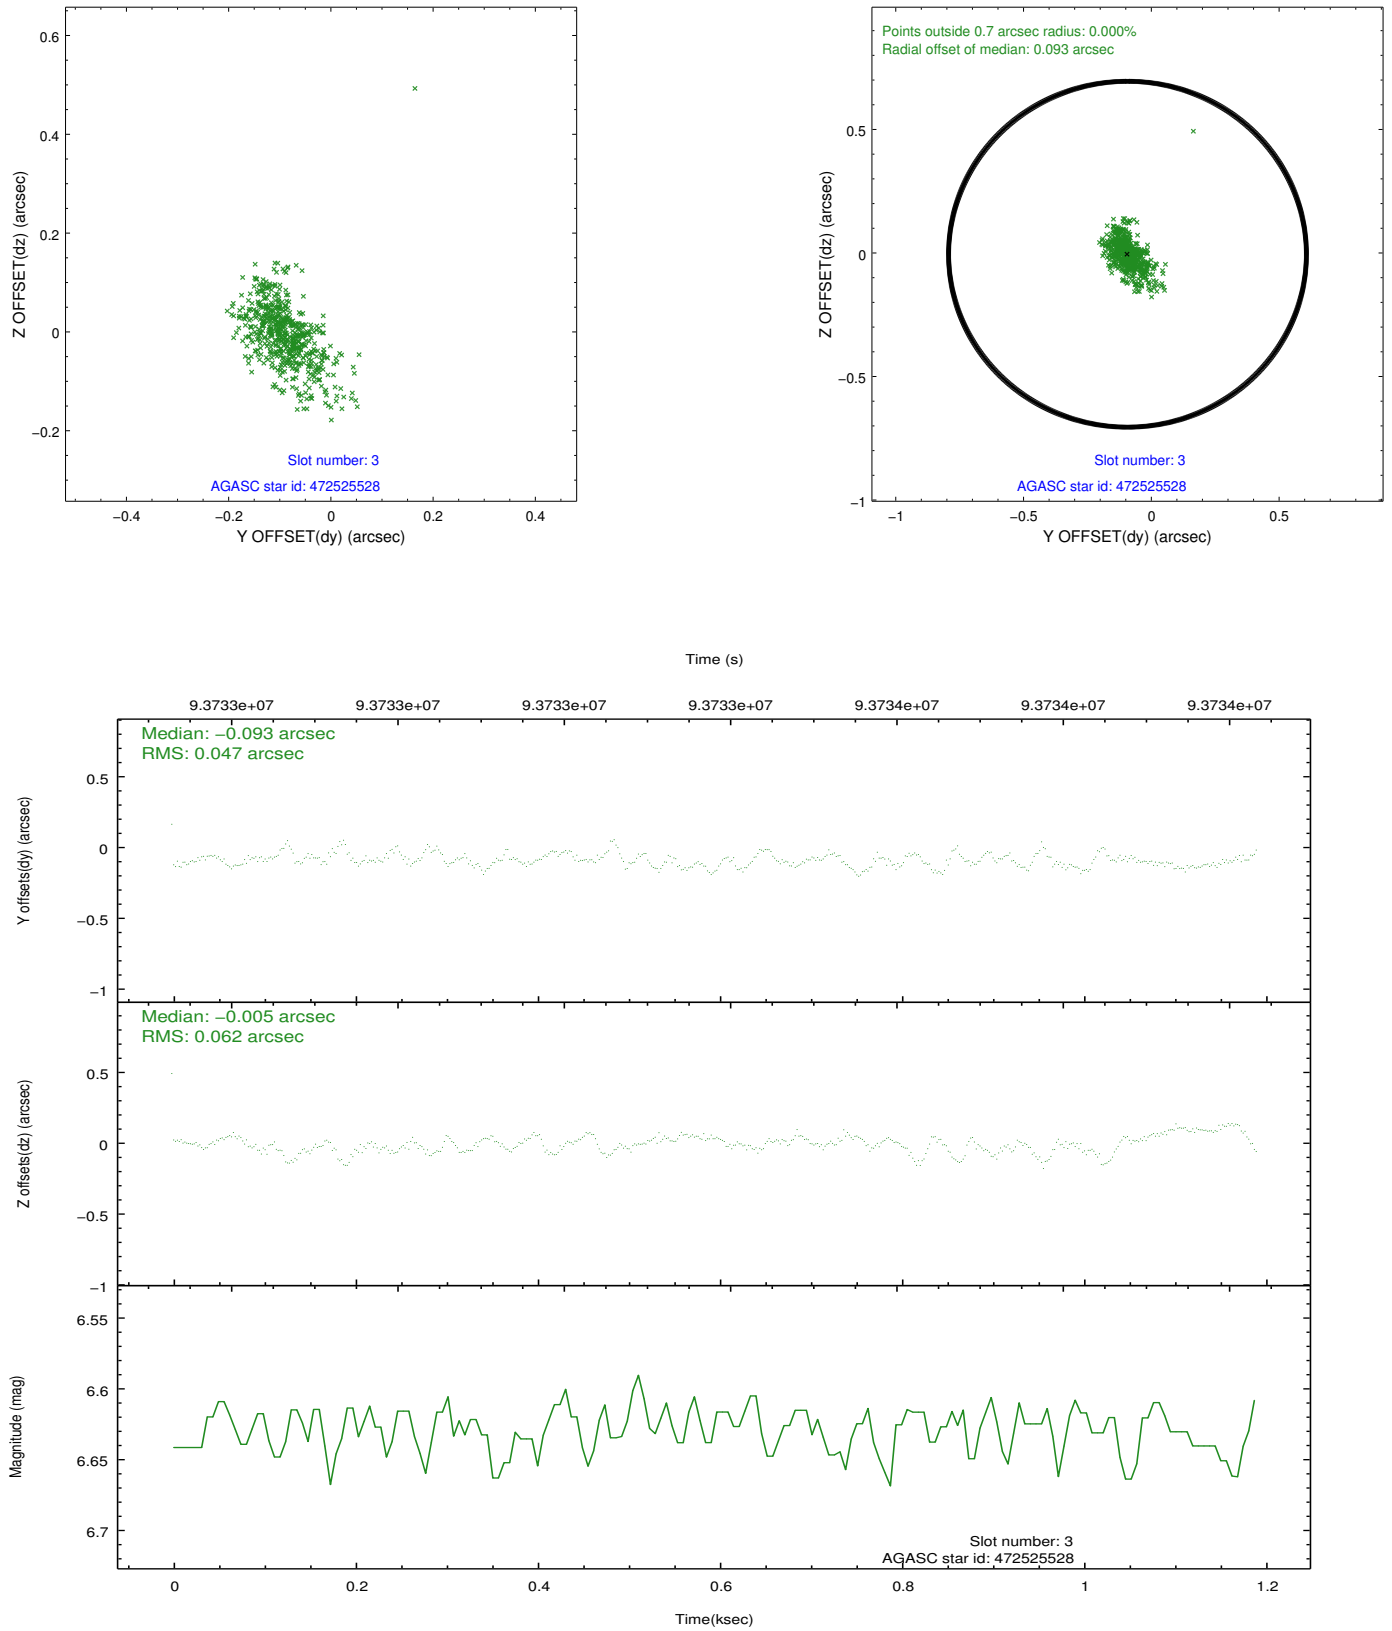 0.6
0.4
0.2
0
−0.2
Z OFFSET(dz) (arcsec)
Slot number: 3
AGASC star id: 472525528
−0.4
−0.2
0
0.2
0.4
Y OFFSET(dy) (arcsec)
Points outside 0.7 arcsec radius: 0.000%
Radial offset of median: 0.093 arcsec
0.5
0
−0.5
−1
Z OFFSET(dz) (arcsec)
Slot number: 3
AGASC star id: 472525528
−1
−0.5
0
0.5
Y OFFSET(dy) (arcsec)
Time (s)
9.3733e+07
9.3733e+07
9.3733e+07
9.3733e+07
9.3734e+07
9.3734e+07
9.3734e+07
Median: −0.093 arcsec
RMS: 0.047 arcsec
0.5
0
−0.5
−1
Y offsets(dy) (arcsec)
Median: −0.005 arcsec
RMS: 0.062 arcsec
0.5
0
−0.5
−1
Z offsets(dz) (arcsec)
6.55
6.6
6.65
6.7
Magnitude (mag)
Slot number: 3
AGASC star id: 472525528
0
0.2
0.4
0.6
0.8
1
1.2
Time(ksec)